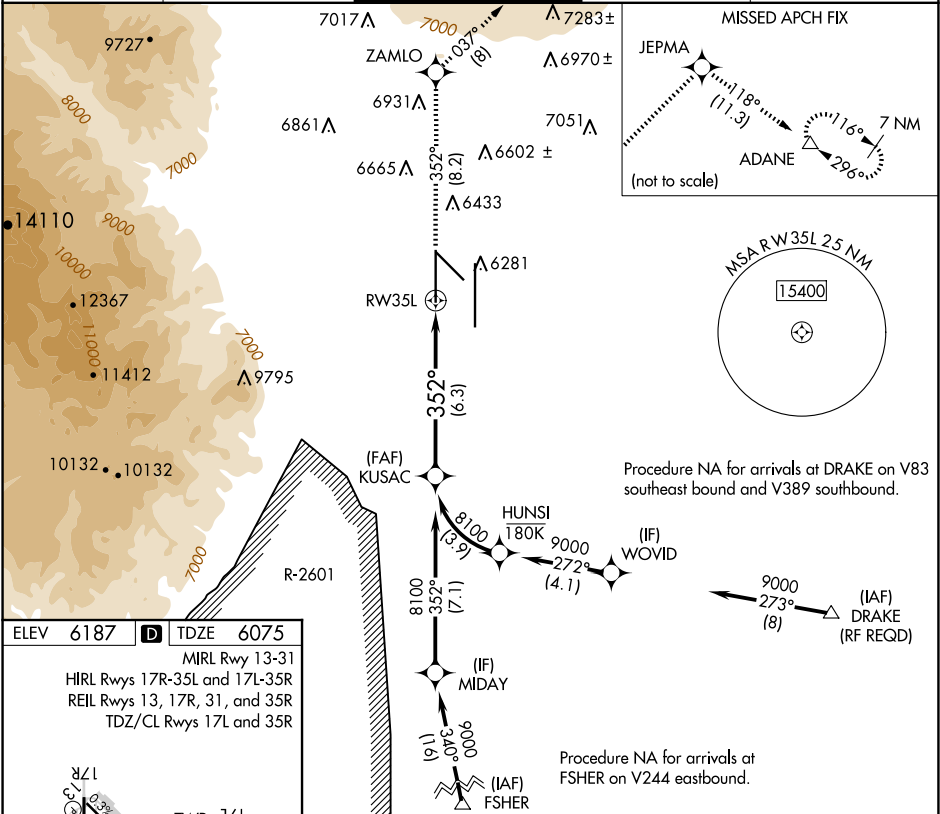 7017
7000
7283±
9727
ZAMLO
037°
(8)
6970 ±
8000
6931
6861
7051
7000
6665
352°
(8.2)
6602 ±
6433
14110
9000
10000
6281
RW35L
12367
11000
11412
7000
9795
352°
(6.3)
10132
10132
(FAF)
KUSAC
7000
R-2601
8100
(3.9)
HUNSI
180K
9000
272°
(4.1)
(IF)
WOVID
9000
273°
(8)
(IAF)
DRAKE
(RF REQD)
8100
352°
(7.1)
(IF)
MIDAY
9000
340°
(16)
(IAF)
FSHER
MISSED APCH FIX
JEPMA
118°
(11.3)
116°
7 NM
ADANE
296°
(not to scale)
MSA RW35L 25 NM
15400
Procedure NA for arrivals at DRAKE on V83
southeast bound and V389 southbound.
Procedure NA for arrivals at
FSHER on V244 eastbound.
ELEV 6187 D TDZE 6075
MIRL Rwy 13-31
HIRL Rwys 17R-35L and 17L-35R
REIL Rwys 13, 17R, 31, and 35R
TDZ/CL Rwys 17L and 35R
17R
13
P
0.3%